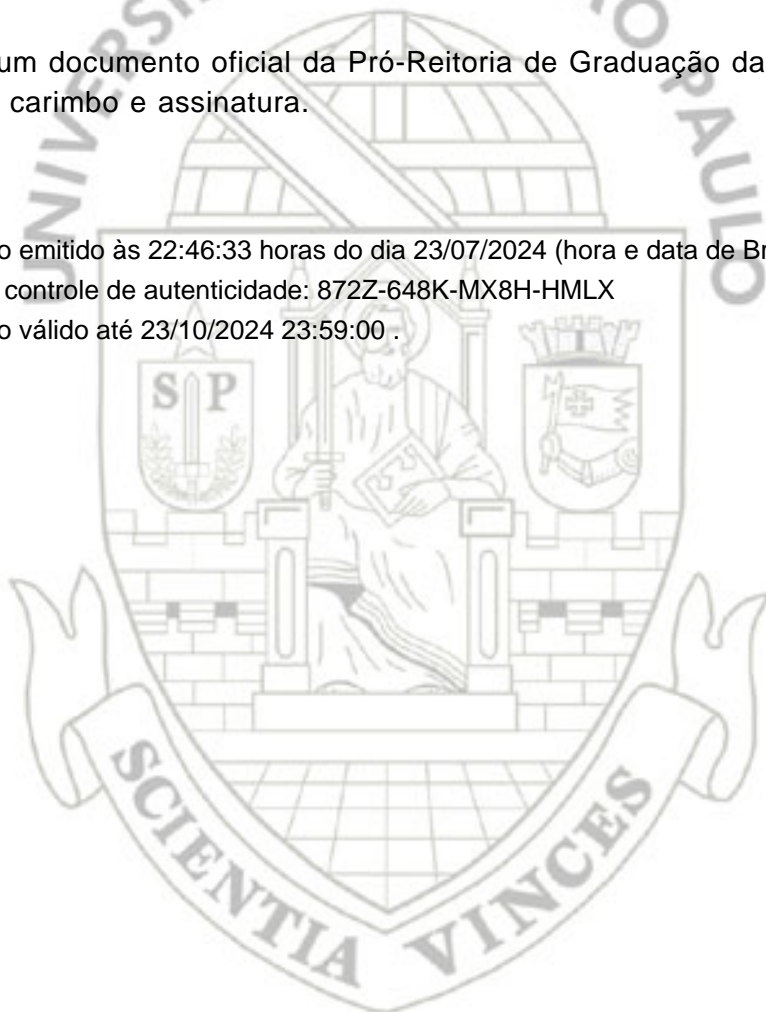 UNIVERSI
O PAULO
um documento oficial da Pró-Reitoria de Graduação da
carimbo e assinatura.
o emitido às 22:46:33 horas do dia 23/07/2024 (hora e data de Br
controle de autenticidade: 872Z-648K-MX8H-HMLX
o válido até 23/10/2024 23:59:00 .
S P
SCIENTIA VINCES